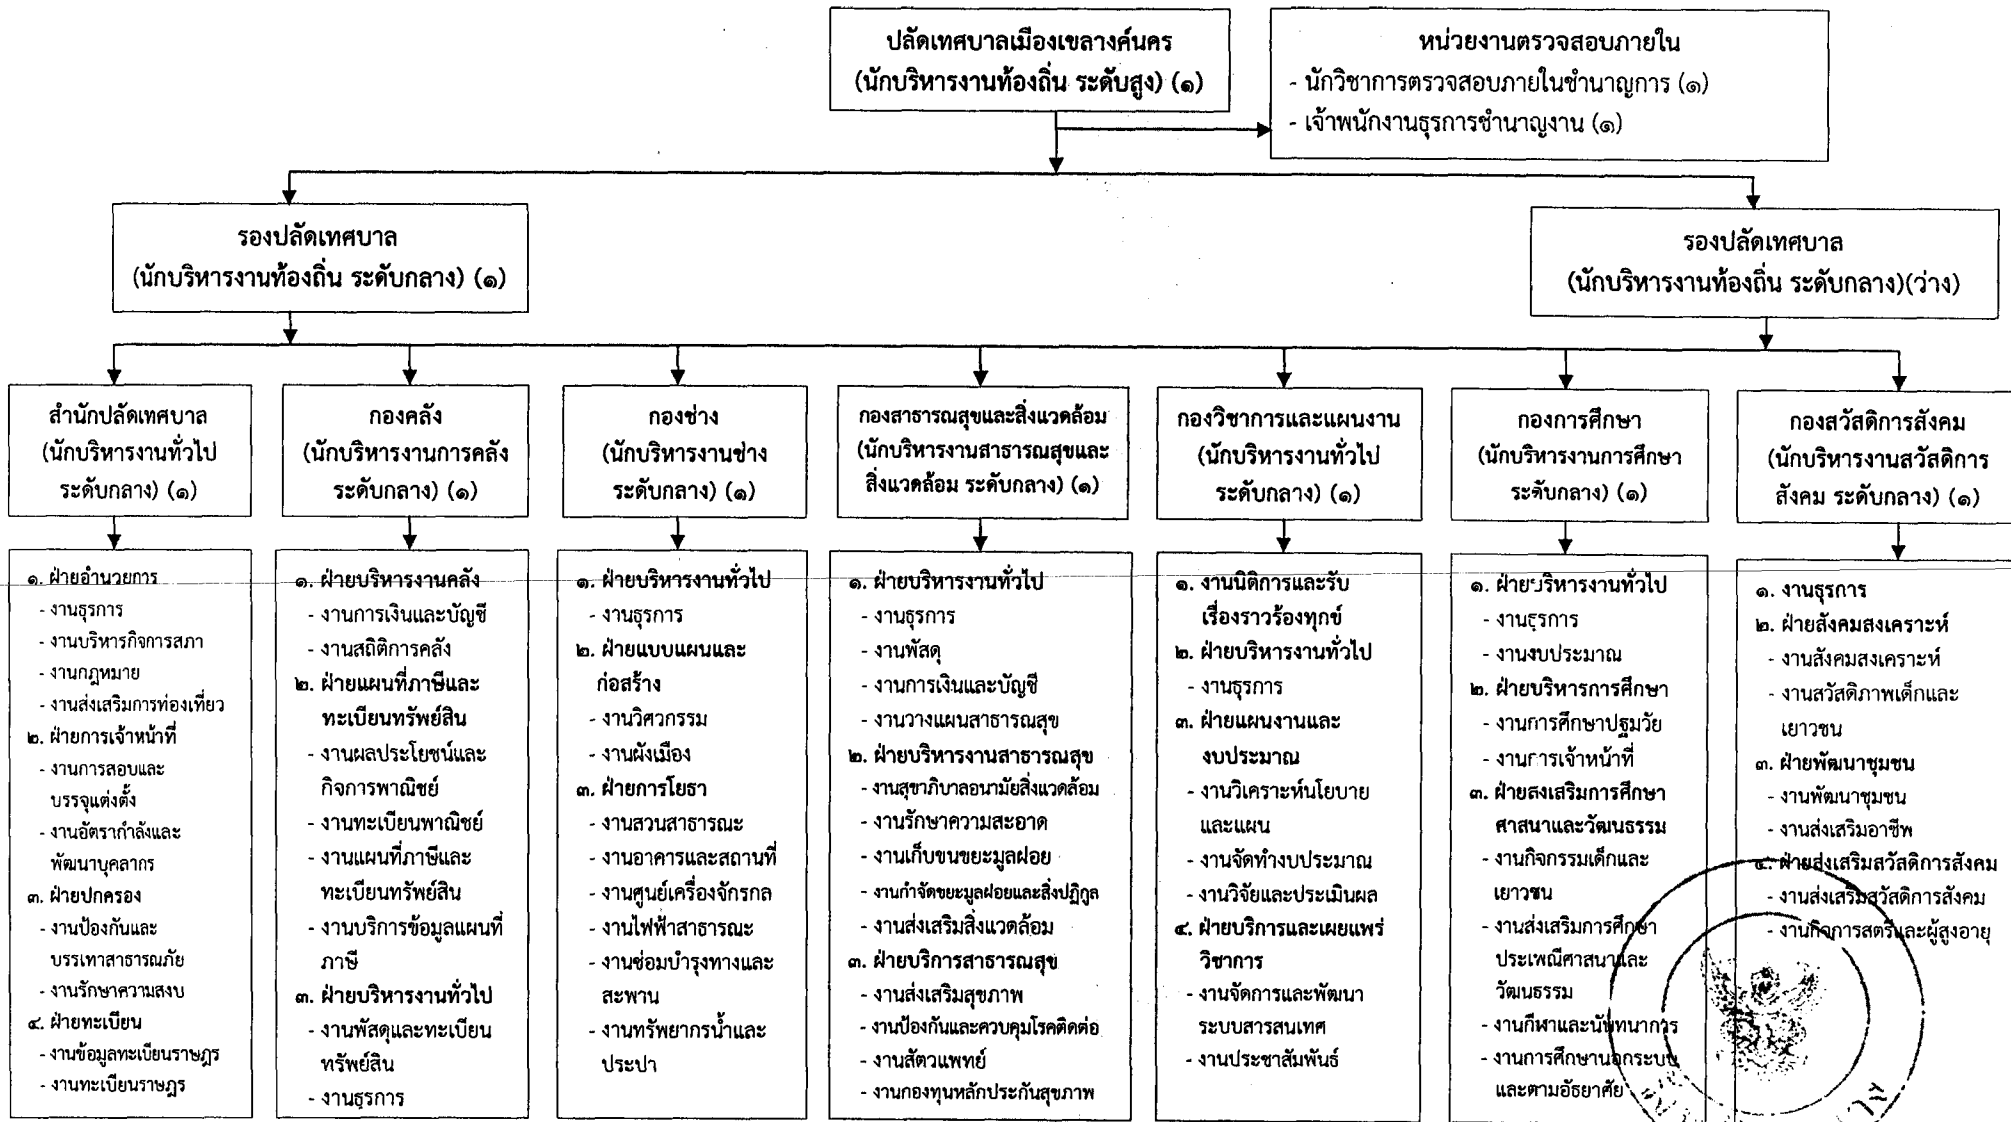 ปลัดเทศบาลเมืองเขลางค์นคร
(นักบริหารงานท้องถิ่น ระดับสูง) (๑)
หน่วยงานตรวจสอบภายใน
- นักวิชาการตรวจสอบภายในชำนาญการ (๑)
- เจ้าพนักงานธุรการชำนาญงาน (๑)
รองปลัดเทศบาล
(นักบริหารงานท้องถิ่น ระดับกลาง) (๑)
รองปลัดเทศบาล
(นักบริหารงานท้องถิ่น ระดับกลาง)(ว่าง)
สำนักปลัดเทศบาล
(นักบริหารงานทั่วไป
ระดับกลาง) (๑)
กองคลัง
(นักบริหารงานการคลัง
ระดับกลาง) (๑)
กองช่าง
(นักบริหารงานช่าง
ระดับกลาง) (๑)
กองสาธารณสุขและสิ่งแวดล้อม
(นักบริหารงานสาธารณสุขและ
สิ่งแวดล้อม ระดับกลาง) (๑)
กองวิชาการและแผนงาน
(นักบริหารงานทั่วไป
ระดับกลาง) (๑)
กองการศึกษา
(นักบริหารงานการศึกษา
ระดับกลาง) (๑)
กองสวัสดิการสังคม
(นักบริหารงานสวัสดิการ
สังคม ระดับกลาง) (๑)
๑. ฝ่ายอำนวยการ
- งานธุรการ
- งานบริหารกิจการสภา
- งานกฎหมาย
- งานส่งเสริมการท่องเที่ยว
๒. ฝ่ายการเจ้าหน้าที่
- งานการสอบและ
บรรจุแต่งตั้ง
- งานอัตรากำลังและ
พัฒนาบุคลากร
๓. ฝ่ายปกครอง
- งานป้องกันและ
บรรเทาสาธารณภัย
- งานรักษาความสงบ
๔. ฝ่ายทะเบียน
- งานข้อมูลทะเบียนราษฎร
- งานทะเบียนราษฎร
๑. ฝ่ายบริหารงานคลัง
- งานการเงินและบัญชี
- งานสถิติการคลัง
๒. ฝ่ายแผนที่ภาษีและ
ทะเบียนทรัพย์สิน
- งานผลประโยชน์และ
กิจการพาณิชย์
- งานทะเบียนพาณิชย์
- งานแผนที่ภาษีและ
ทะเบียนทรัพย์สิน
- งานบริการข้อมูลแผนที่
ภาษี
๓. ฝ่ายบริหารงานทั่วไป
- งานพัสดุและทะเบียน
ทรัพย์สิน
- งานธุรการ
๑. ฝ่ายบริหารงานทั่วไป
- งานธุรการ
๒. ฝ่ายแบบแผนและ
ก่อสร้าง
- งานวิศวกรรม
- งานผังเมือง
๓. ฝ่ายการโยธา
- งานสวนสาธารณะ
- งานอาคารและสถานที่
- งานศูนย์เครื่องจักรกล
- งานไฟฟ้าสาธารณะ
- งานซ่อมบำรุงทางและ
สะพาน
- งานทรัพยากรน้ำและ
ประปา
๑. ฝ่ายบริหารงานทั่วไป
- งานธุรการ
- งานพัสดุ
- งานการเงินและบัญชี
- งานวางแผนสาธารณสุข
๒. ฝ่ายบริหารงานสาธารณสุข
- งานสุขาภิบาลอนามัยสิ่งแวดล้อม
- งานรักษาความสะอาด
- งานเก็บขนขยะมูลฝอย
- งานกำจัดขยะมูลฝอยและสิ่งปฏิกูล
- งานส่งเสริมสิ่งแวดล้อม
๓. ฝ่ายบริการสาธารณสุข
- งานส่งเสริมสุขภาพ
- งานป้องกันและควบคุมโรคติดต่อ
- งานสัตวแพทย์
- งานกองทุนหลักประกันสุขภาพ
๑. งานนิติการและรับ
เรื่องราวร้องทุกข์
๒. ฝ่ายบริหารงานทั่วไป
- งานธุรการ
๓. ฝ่ายแผนงานและ
งบประมาณ
- งานวิเคราะห์นโยบาย
และแผน
- งานจัดทำงบประมาณ
- งานวิจัยและประเมินผล
๔. ฝ่ายบริการและเผยแพร่
วิชาการ
- งานจัดการและพัฒนา
ระบบสารสนเทศ
- งานประชาสัมพันธ์
๑. ฝ่ายบริหารงานทั่วไป
- งานธุรการ
- งานงบประมาณ
๒. ฝ่ายบริหารการศึกษา
- งานการศึกษาปฐมวัย
- งานการเจ้าหน้าที่
๓. ฝ่ายส่งเสริมการศึกษา
ศาสนาและวัฒนธรรม
- งานกิจกรรมเด็กและ
เยาวชน
- งานส่งเสริมการศึกษา
ประเพณีศาสนาและ
วัฒนธรรม
- งานกีฬาและนันทนาการ
- งานการศึกษานอกระบบ
และตามอัธยาศัย
๑. งานธุรการ
๒. ฝ่ายสังคมสงเคราะห์
- งานสังคมสงเคราะห์
- งานสวัสดิภาพเด็กและ
เยาวชน
๓. ฝ่ายพัฒนาชุมชน
- งานพัฒนาชุมชน
- งานส่งเสริมอาชีพ
๔. ฝ่ายส่งเสริมสวัสดิการสังคม
- งานส่งเสริมสวัสดิการสังคม
- งานกิจการสตรีและผู้สูงอายุ